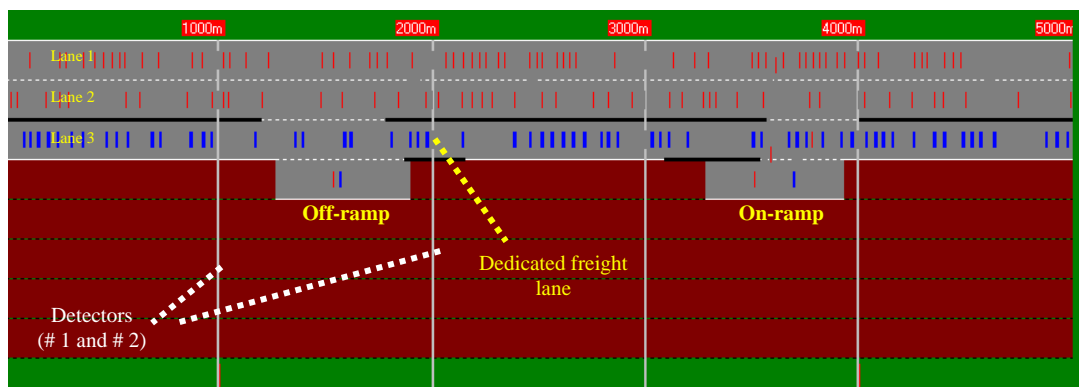 1000m
2000m
3000m
4000m
5000m
Lane 1
Lane 2
Lane 3
Off-ramp
On-ramp
Dedicated freight
lane
Detectors
(# 1 and # 2)